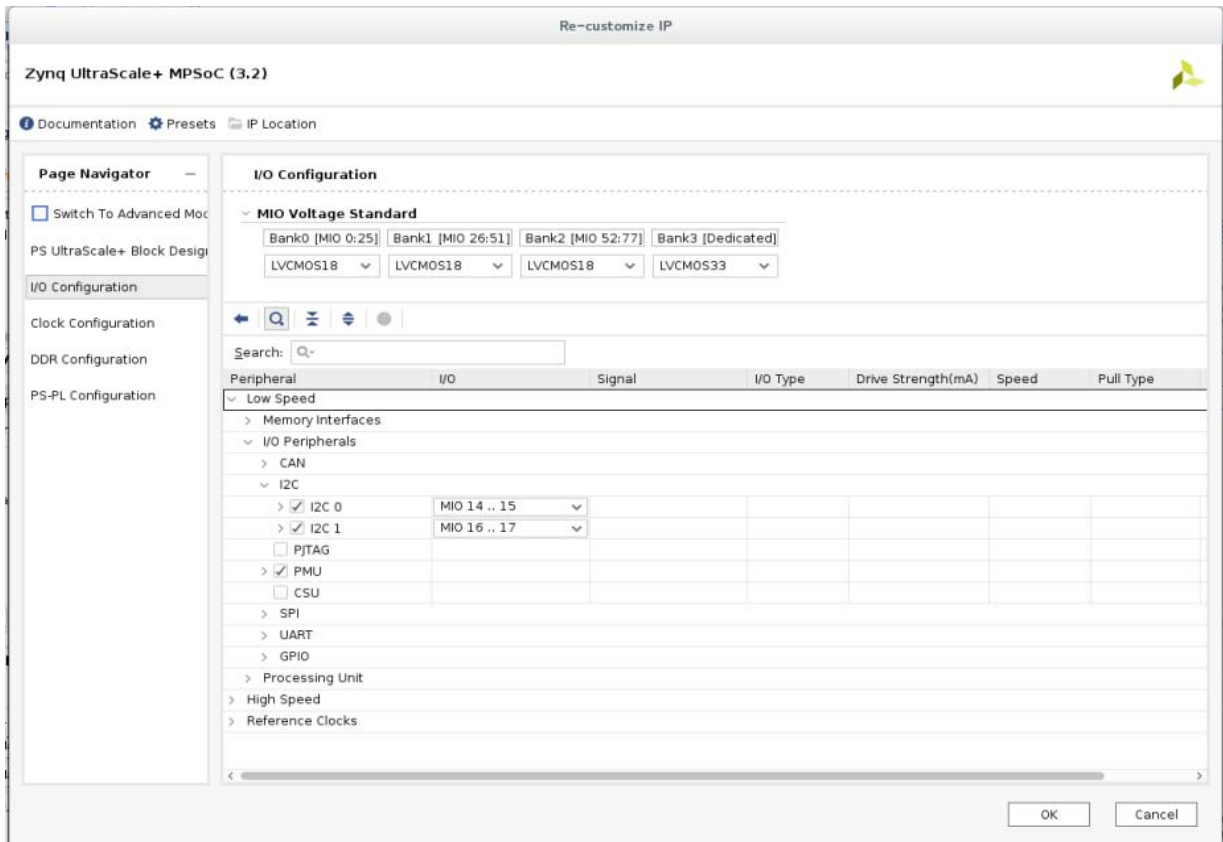 Re-customize IP
Zynq UltraScale+ MPSoC (3.2)
Documentation Presets IP Location
Page Navigator
Switch To Advanced Mod
PS UltraScale+ Block Design
I/O Configuration
Clock Configuration
DDR Configuration
PS-PL Configuration
I/O Configuration
MIO Voltage Standard
Bank0 [MIO 0:25] Bank1 [MIO 26:51] Bank2 [MIO 52:77] Bank3 [Dedicated]
LVCMOS18 LVCMOS18 LVCMOS18 LVCMOS33
Search:
Peripheral I/O Signal I/O Type Drive Strength(mA) Speed Pull Type
Low Speed
Memory Interfaces
I/O Peripherals
CAN
I2C
I2C 0 MIO 14 .. 15
I2C 1 MIO 16 .. 17
PJTAG
PMU
CSU
SPI
UART
GPIO
Processing Unit
High Speed
Reference Clocks
OK Cancel